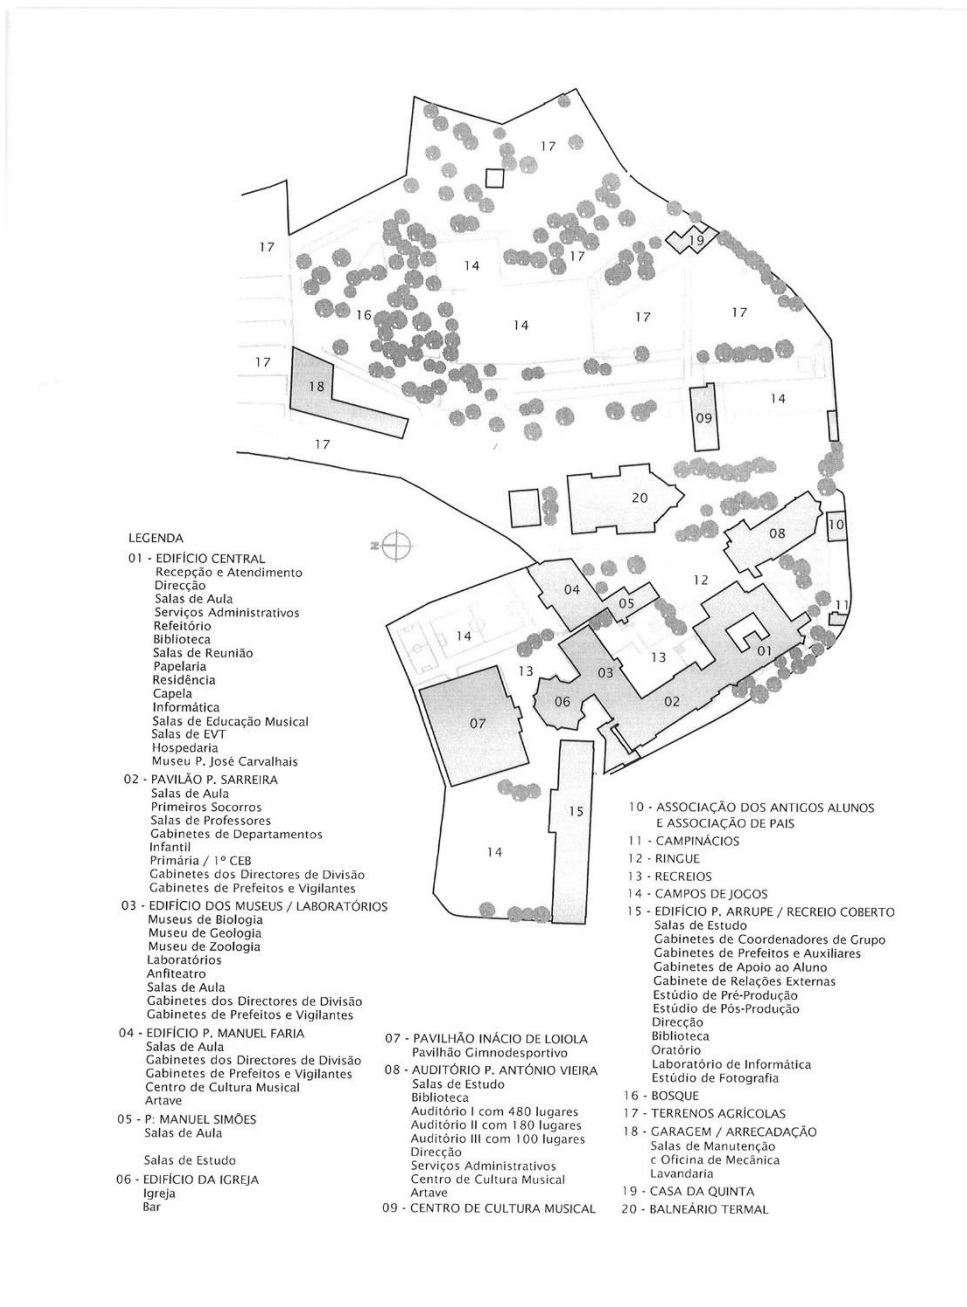 17
17
17
14
17
19
16
14
17
17
17
18
14
09
17
20
10
08
04
12
05
11
14
13
13
03
01
06
02
07
15
14
N
LEGENDA
01 - EDIFÍCIO CENTRAL
Recepção e Atendimento
Direcção
Salas de Aula
Serviços Administrativos
Refeitório
Biblioteca
Salas de Reunião
Papelaria
Residência
Capela
Informática
Salas de Educação Musical
Salas de EVT
Hospedaria
Museu P. José Carvalhais
02 - PAVILÃO P. SARREIRA
Salas de Aula
Primeiros Socorros
Salas de Professores
Gabinetes de Departamentos
Infantil
Primária / 1º CEB
Gabinetes dos Directores de Divisão
Gabinetes de Prefeitos e Vigilantes
03 - EDIFÍCIO DOS MUSEUS / LABORATÓRIOS
Museus de Biologia
Museu de Geologia
Museu de Zoologia
Laboratórios
Anfiteatro
Salas de Aula
Gabinetes dos Directores de Divisão
Gabinetes de Prefeitos e Vigilantes
04 - EDIFÍCIO P. MANUEL FARIA
Salas de Aula
Gabinetes dos Directores de Divisão
Gabinetes de Prefeitos e Vigilantes
Centro de Cultura Musical
Artave
05 - P: MANUEL SIMÕES
Salas de Aula
Salas de Estudo
06 - EDIFÍCIO DA IGREJA
Igreja
Bar
07 - PAVILHÃO INÁCIO DE LOIOLA
Pavilhão Gimnodesportivo
08 - AUDITÓRIO P. ANTÓNIO VIEIRA
Salas de Estudo
Biblioteca
Auditório I com 480 lugares
Auditório II com 180 lugares
Auditório III com 100 lugares
Direcção
Serviços Administrativos
Centro de Cultura Musical
Artave
09 - CENTRO DE CULTURA MUSICAL
10 - ASSOCIAÇÃO DOS ANTIGOS ALUNOS
E ASSOCIAÇÃO DE PAIS
11 - CAMPINÁCIOS
12 - RINGUE
13 - RECREIOS
14 - CAMPOS DE JOGOS
15 - EDIFÍCIO P. ARRUPE / RECREIO COBERTO
Salas de Estudo
Gabinetes de Coordenadores de Grupo
Gabinetes de Prefeitos e Auxiliares
Gabinetes de Apoio ao Aluno
Gabinete de Relações Externas
Estúdio de Pré-Produção
Estúdio de Pós-Produção
Direcção
Biblioteca
Oratório
Laboratório de Informática
Estúdio de Fotografia
16 - BOSQUE
17 - TERRENOS AGRÍCOLAS
18 - GARAGEM / ARRECADAÇÃO
Salas de Manutenção
c Oficina de Mecânica
Lavandaria
19 - CASA DA QUINTA
20 - BALNEÁRIO TERMAL